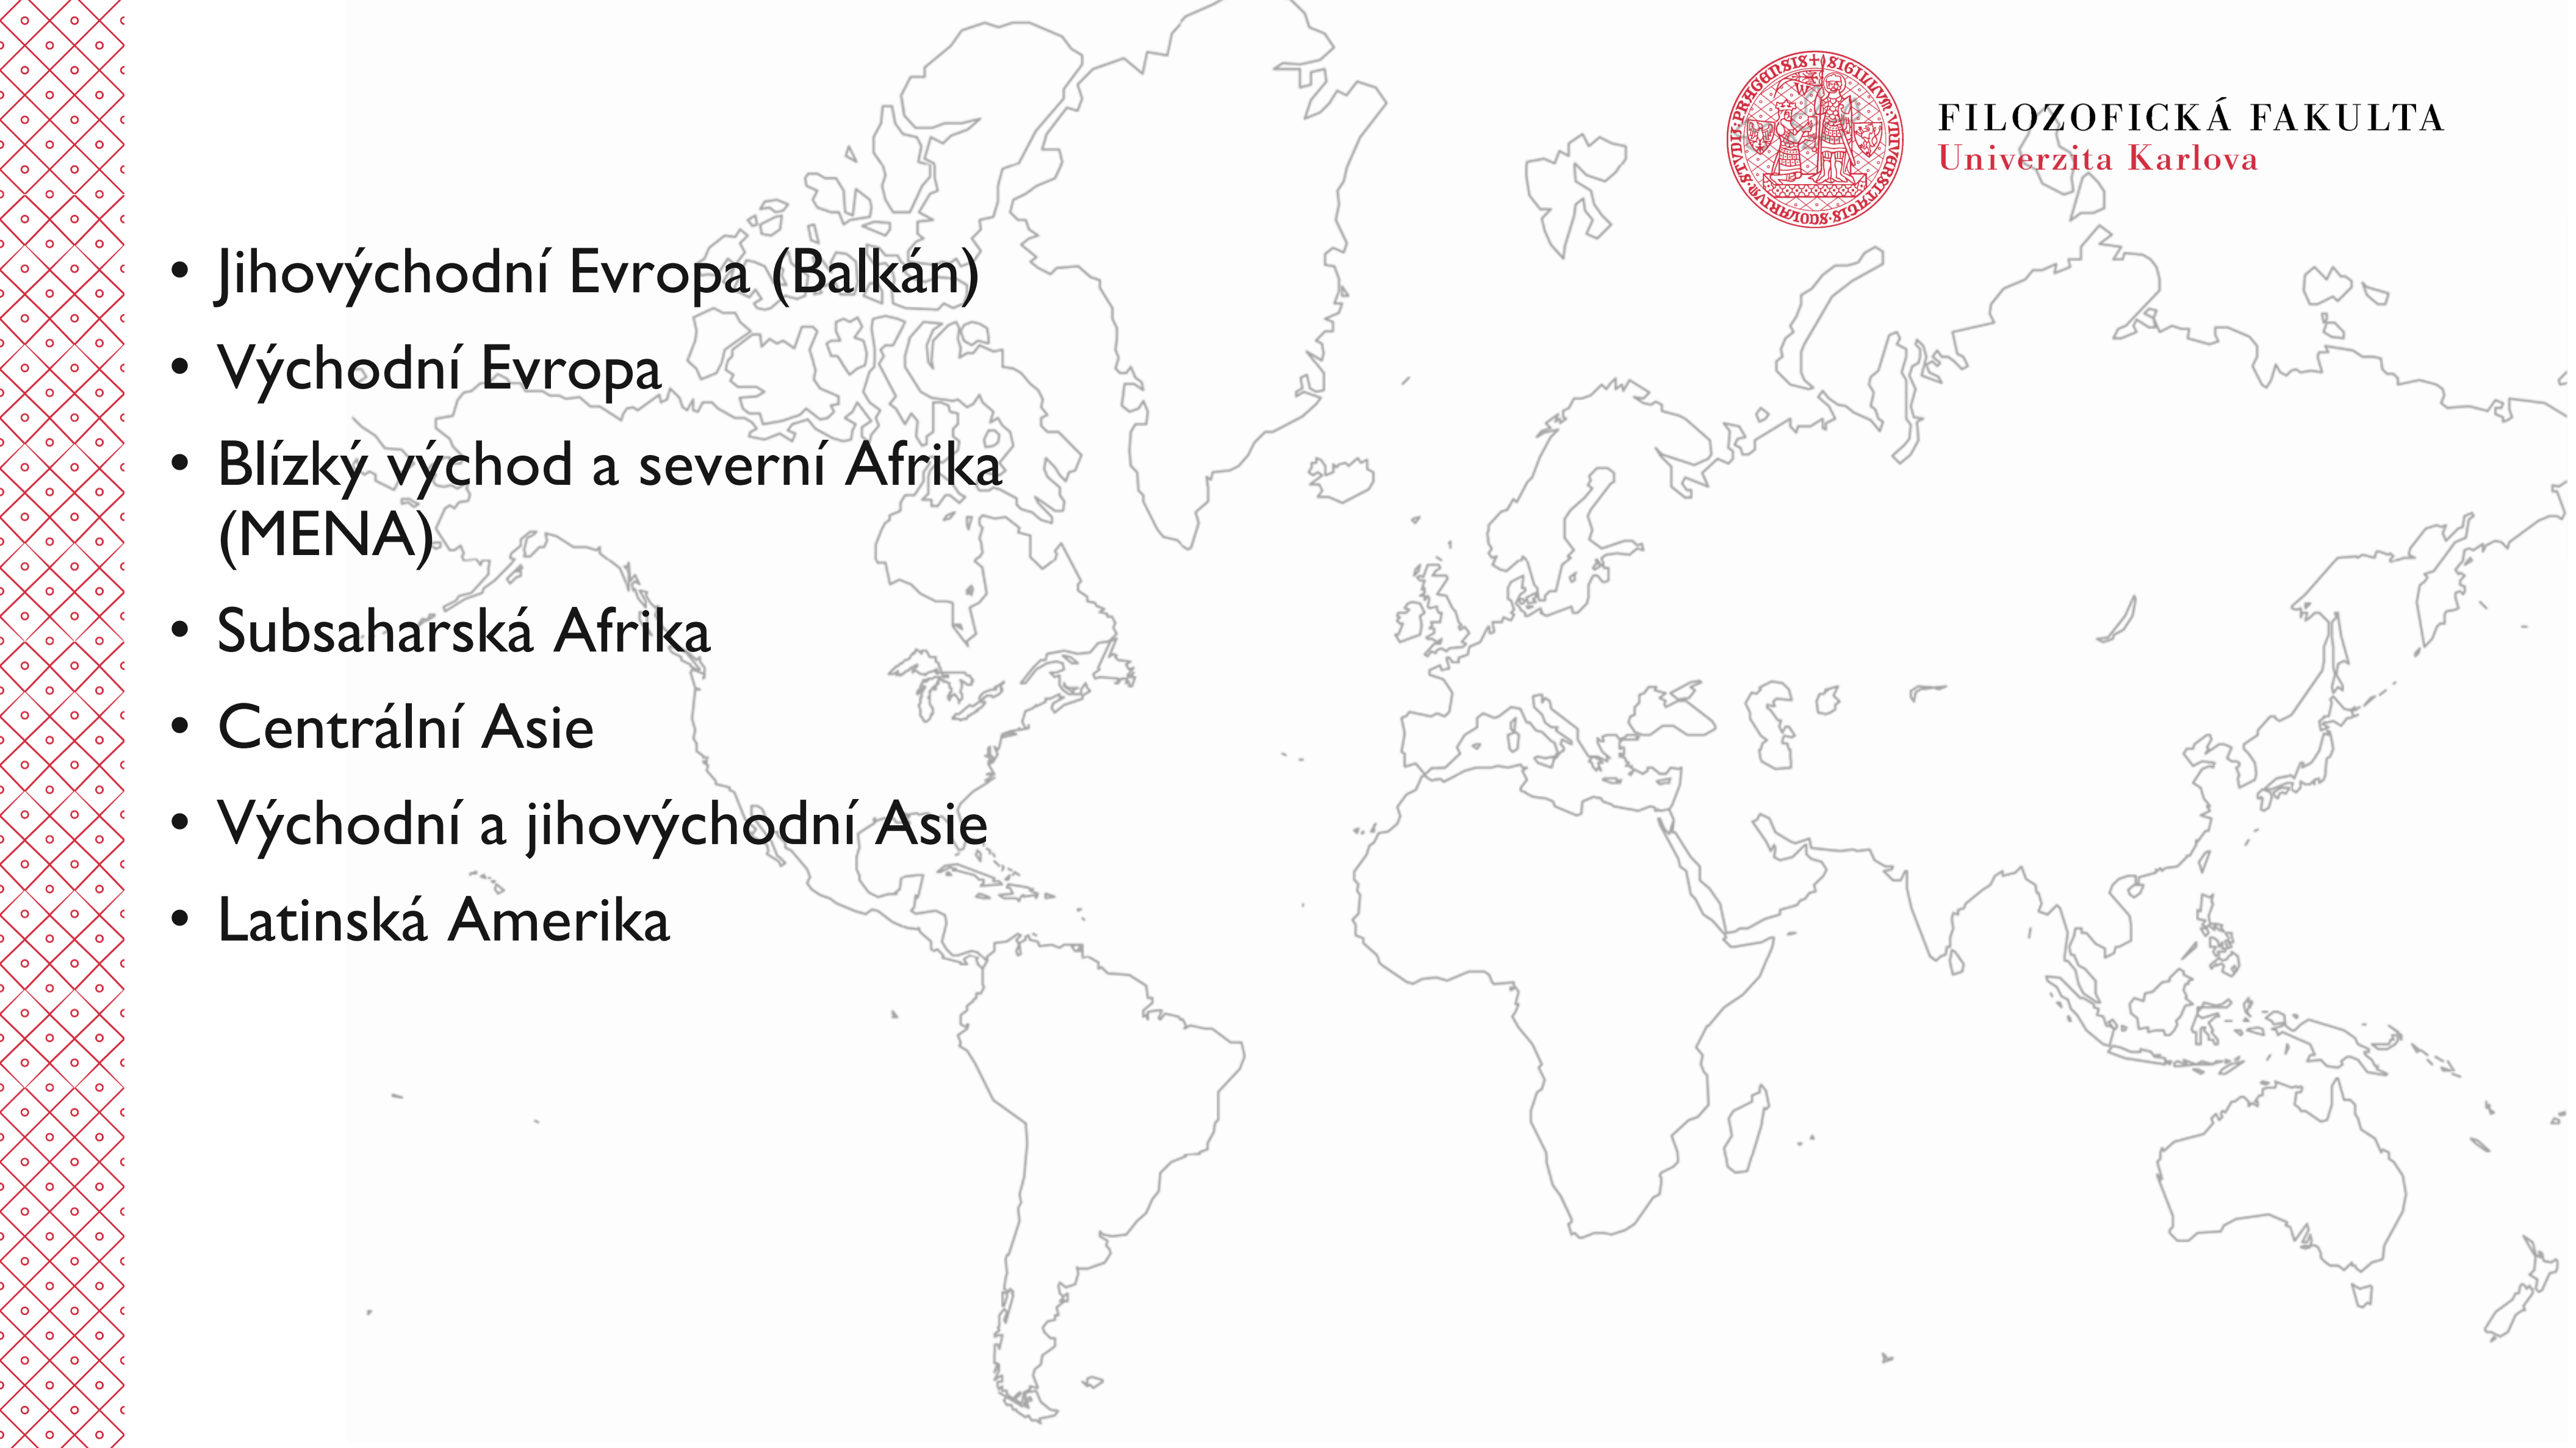 FILOZOFICKÁ FAKULTA
Univerzita Karlova
• Jihovýchodní Evropa (Balkán)
• Východní Evropa
• Blízký východ a severní Afrika
(MENA)
• Subsaharská Afrika
• Centrální Asie
• Východní a jihovýchodní Asie
• Latinská Amerika